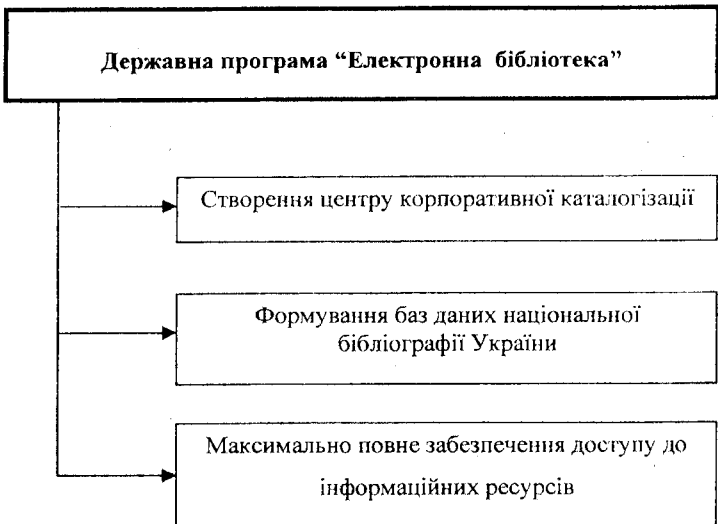 Державна програма “Електронна бібліотека”
Створення центру корпоративної каталогізації
Формування баз даних національної
бібліографії України
Максимально повне забезпечення доступу до
інформаційних ресурсів